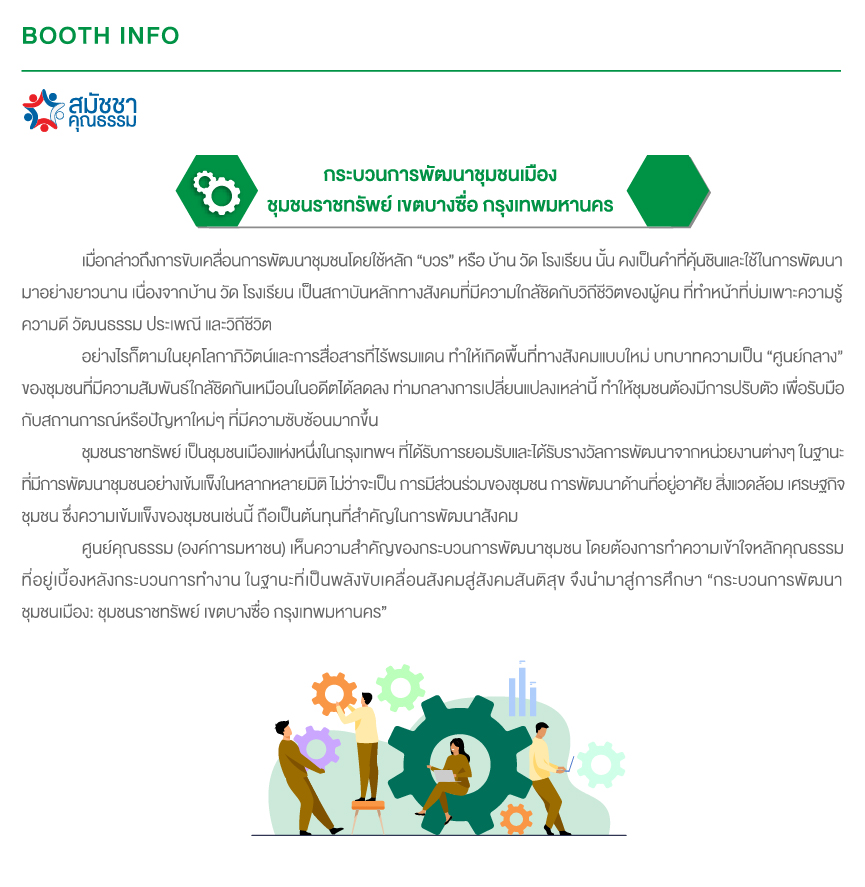 BOOTH INFO
สมัชชา
คุณธรรม
กระบวนการพัฒนาชุมชนเมือง
ชุมชนราชทรัพย์ เขตบางซื่อ กรุงเทพมหานคร
เมื่อกล่าวถึงการขับเคลื่อนการพัฒนาชุมชนโดยใช้หลัก “บวร” หรือ บ้าน วัด โรงเรียน นั้น คงเป็นคำที่คุ้นชินและใช้ในการพัฒนา
มาอย่างยาวนาน เนื่องจากบ้าน วัด โรงเรียน เป็นสถาบันหลักทางสังคมที่มีความใกล้ชิดกับวิถีชีวิตของผู้คน ที่ทำหน้าที่บ่มเพาะความรู้
ความดี วัฒนธรรม ประเพณี และวิถีชีวิต
อย่างไรก็ตามในยุคโลกาภิวัตน์และการสื่อสารที่ไร้พรมแดน ทำให้เกิดพื้นที่ทางสังคมแบบใหม่ บทบาทความเป็น “ศูนย์กลาง”
ของชุมชนที่มีความสัมพันธ์ใกล้ชิดกันเหมือนในอดีตได้ลดลง ท่ามกลางการเปลี่ยนแปลงเหล่านี้ ทำให้ชุมชนต้องมีการปรับตัว เพื่อรับมือ
กับสถานการณ์หรือปัญหาใหม่ๆ ที่มีความซับซ้อนมากขึ้น
ชุมชนราชทรัพย์ เป็นชุมชนเมืองแห่งหนึ่งในกรุงเทพฯ ที่ได้รับการยอมรับและได้รับรางวัลการพัฒนาจากหน่วยงานต่างๆ ในฐานะ
ที่มีการพัฒนาชุมชนอย่างเข้มแข็งในหลากหลายมิติ ไม่ว่าจะเป็น การมีส่วนร่วมของชุมชน การพัฒนาด้านที่อยู่อาศัย สิ่งแวดล้อม เศรษฐกิจ
ชุมชน ซึ่งความเข้มแข็งของชุมชนเช่นนี้ ถือเป็นต้นทุนที่สำคัญในการพัฒนาสังคม
ศูนย์คุณธรรม (องค์การมหาชน) เห็นความสำคัญของกระบวนการพัฒนาชุมชน โดยต้องการทำความเข้าใจหลักคุณธรรม
ที่อยู่เบื้องหลังกระบวนการทำงาน ในฐานะที่เป็นพลังขับเคลื่อนสังคมสู่สังคมสันติสุข จึงนำมาสู่การศึกษา “กระบวนการพัฒนา
ชุมชนเมือง: ชุมชนราชทรัพย์ เขตบางซื่อ กรุงเทพมหานคร”